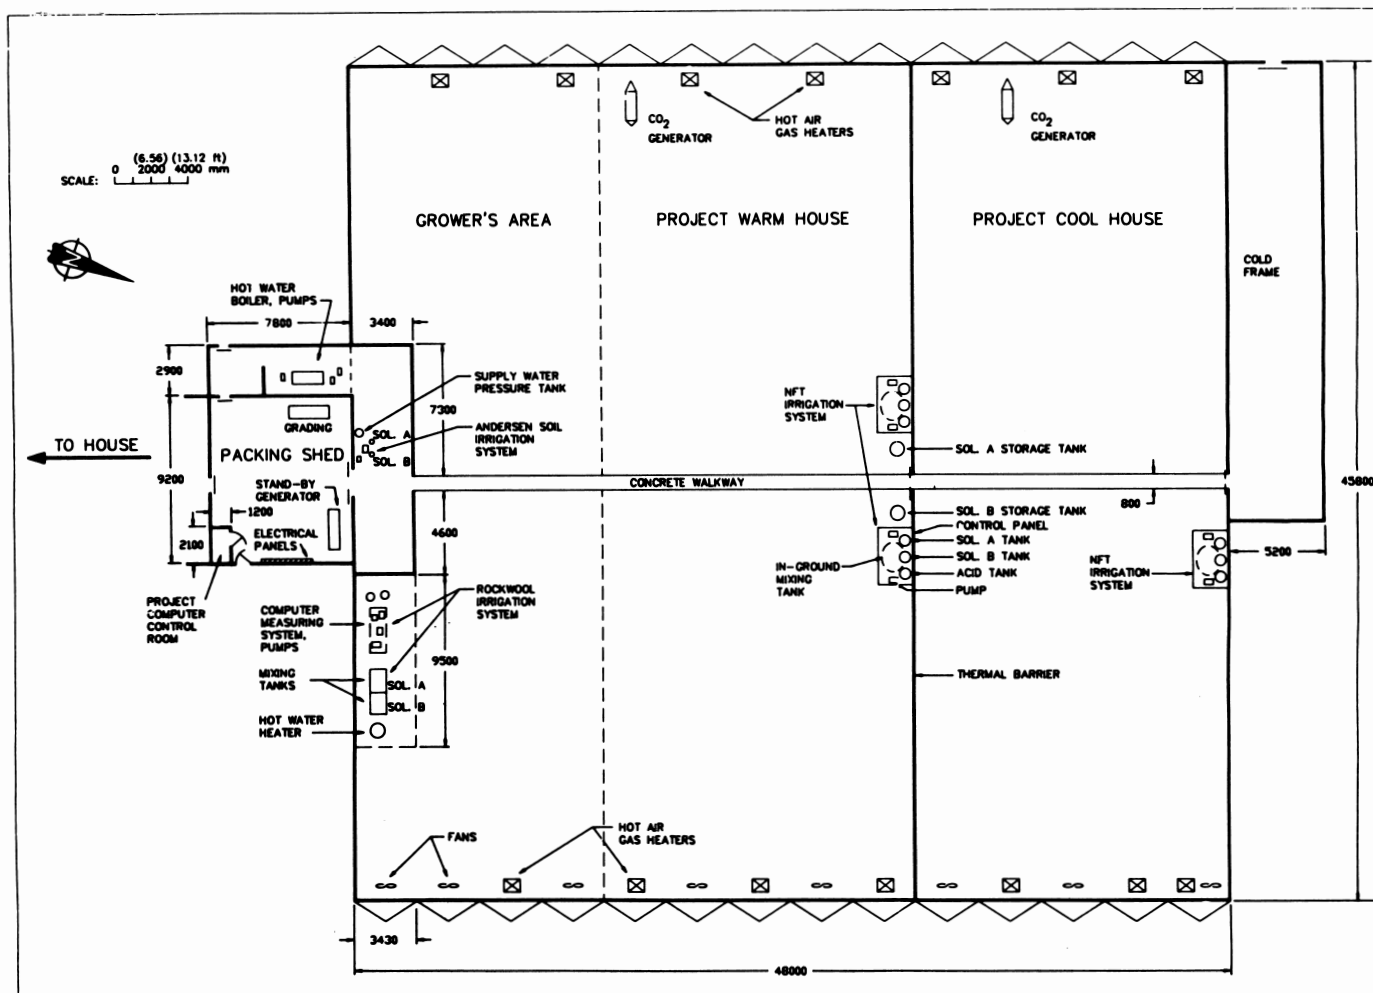 CO2
GENERATOR
HOT AIR
GAS HEATERS
CO2
GENERATOR
(6.56) (13.12 ft)
SCALE: 0 2000 4000 mm
GROWER'S AREA
PROJECT WARM HOUSE
PROJECT COOL HOUSE
COLD
FRAME
N
HOT WATER
BOILER, PUMPS
7800
3400
2900
SUPPLY WATER
PRESSURE TANK
7300
NFT
IRRIGATION
SYSTEM
GRADING
SOL. A
ANDERSEN SOIL
IRRIGATION
SYSTEM
SOL. B
TO HOUSE
PACKING SHED
SOL. A STORAGE TANK
9200
STAND-BY
GENERATOR
CONCRETE WALKWAY
800
45800
1200
SOL. B STORAGE TANK
CONTROL PANEL
2100
ELECTRICAL
PANELS
4600
SOL. A TANK
SOL. B TANK
ACID TANK
PUMP
IN-GROUND
MIXING
TANK
NFT
IRRIGATION
SYSTEM
5200
PROJECT
COMPUTER
CONTROL
ROOM
COMPUTER
MEASURING
SYSTEM,
PUMPS
ROCKWOOL
IRRIGATION
SYSTEM
9500
MIXING
TANKS
SOL. A
SOL. B
THERMAL BARRIER
HOT WATER
HEATER
FANS
HOT AIR
GAS HEATERS
3430
48000